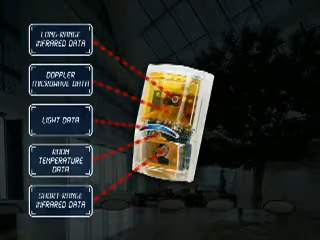 LONG-RANGE
INFRARED DATA
DOPPLER
MICROWAVE DATA
LIGHT DATA
ROOM
TEMPERATURE
DATA
SHORT-RANGE
INFRARED DATA